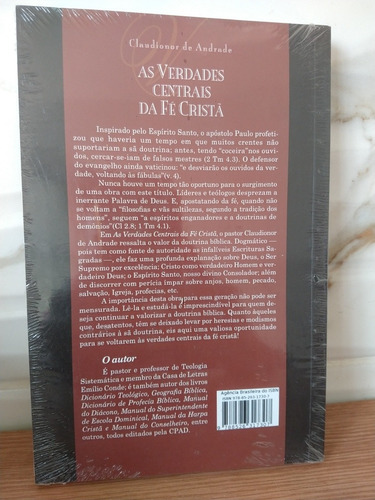 Claudionor de Andrade
AS VERDADES
CENTRAIS
DA FÉ CRISTÃ
Inspirado pelo Espírito Santo, o apóstolo Paulo profeti-
zou que haveria um tempo em que muitos crentes não
suportariam a sã doutrina; antes, tendo “coceira”nos ouvi-
dos, cercar-se-iam de falsos mestres (2 Tm 4.3). O defensor
do evangelho ainda vaticinou: “e desviarão os ouvidos da ver-
dade, voltando às fábulas”(v.4).
Nunca houve um tempo tão oportuno para o surgimento
de uma obra com este título. Líderes e teólogos desprezam a
inerrante Palavra de Deus. E, apostatando da fé, quando não
se voltam a “filosofias e vãs sultilezas, segundo a tradição dos
homens”, seguem “a espíritos enganadores e a doutrinas de
demônios”(Cl 2.8; 1 Tm 4.1).
Em As Verdades Centrais da Fé Cristã, o pastor Claudionor
de Andrade ressalta o valor da doutrina bíblica. Dogmático —
pois tem como fonte de autoridade as infalíveis Escrituras Sa-
gradas —, ele faz uma profunda explanação sobre Deus, o Ser
Supremo por excelência; Cristo como verdadeiro Homem e ver-
dadeiro Deus; o Espírito Santo, nosso divino Consolador; além
de discorrer com perícia ímpar sobre anjos, homem, pecado,
salvação, Igreja, profecias, etc.
A importância desta obra para essa geração não pode ser
mensurada. Lê-la e estudá-la é imprescindível para quem de-
seja continuar a valorizar a doutrina bíblica. Quanto àqueles
que, desatentos, têm se deixado levar por heresias e modismos
contrários à sã doutrina, eis aqui uma valiosa oportunidade
para se voltarem às verdades centrais da fé cristã!
O autor
É pastor e professor de Teologia
Sistemática e membro da Casa de Letras
Emílio Conde; é também autor dos livros
Dicionário Teológico, Geografia Bíblica,
Dicionário de Profecia Bíblica, Manual
do Diácono, Manual do Superintendente
de Escola Dominical, Manual da Harpa
Cristã e Manual do Conselheiro, entre
outros, todos editados pela CPAD.
Agência Brasileira do ISBN